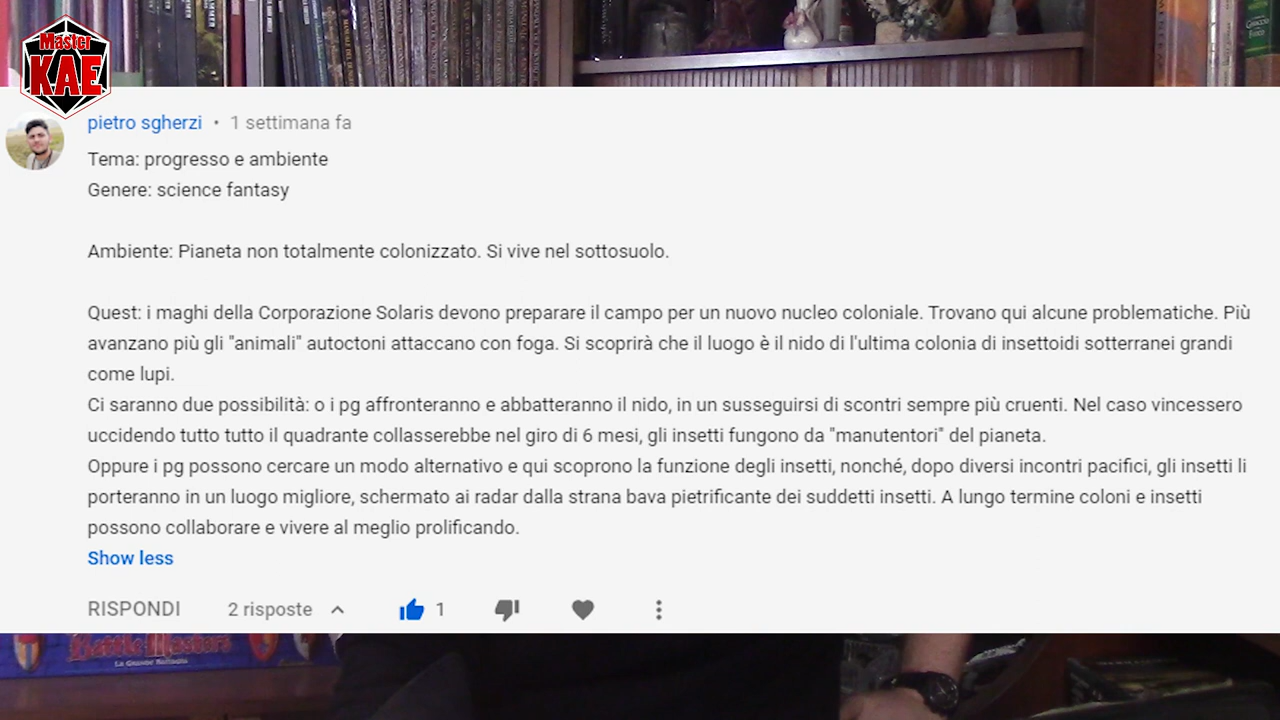 Master
KAE
pietro sgherzi • 1 settimana fa
Tema: progresso e ambiente
Genere: science fantasy
Ambiente: Pianeta non totalmente colonizzato. Si vive nel sottosuolo.
Quest: i maghi della Corporazione Solaris devono preparare il campo per un nuovo nucleo coloniale. Trovano qui alcune problematiche. Più
avanzano più gli "animali" autoctoni attaccano con foga. Si scoprirà che il luogo è il nido di l'ultima colonia di insettoidi sotterranei grandi
come lupi.
Ci saranno due possibilità: o i pg affronteranno e abbatteranno il nido, in un susseguirsi di scontri sempre più cruenti. Nel caso vincessero
uccidendo tutto tutto il quadrante collasserebbe nel giro di 6 mesi, gli insetti fungono da "manutentori" del pianeta.
Oppure i pg possono cercare un modo alternativo e qui scoprono la funzione degli insetti, nonché, dopo diversi incontri pacifici, gli insetti li
porteranno in un luogo migliore, schermato ai radar dalla strana bava pietrificante dei suddetti insetti. A lungo termine coloni e insetti
possono collaborare e vivere al meglio prolificando.
Show less
RISPONDI 2 risposte 1
Battle Masters
La Grande Battaglia